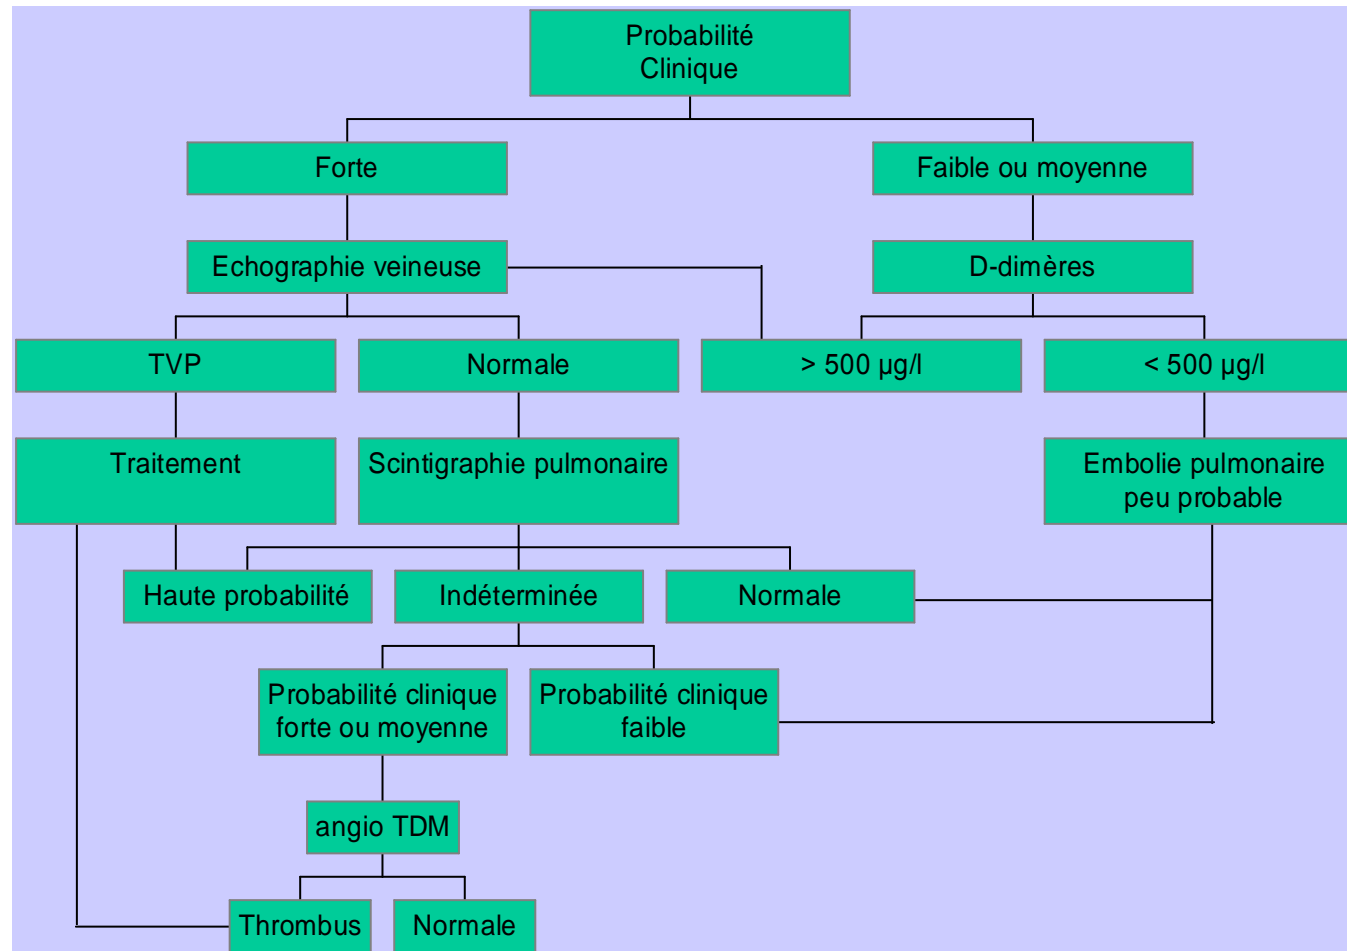 Probabilité
Clinique
Forte
Faible ou moyenne
Echographie veineuse
D-dimères
TVP
Normale
> 500 µg/l
< 500 µg/l
Traitement
Scintigraphie pulmonaire
Embolie pulmonaire
peu probable
Haute probabilité
Indéterminée
Normale
Probabilité clinique
forte ou moyenne
Probabilité clinique
faible
angio TDM
Thrombus
Normale